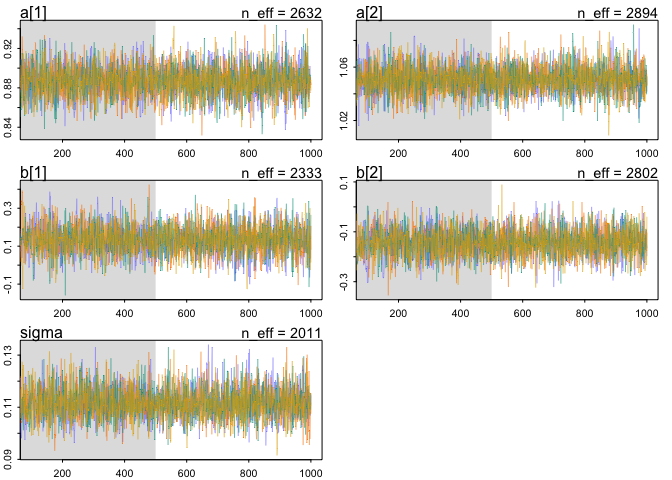 a[1] n_eff = 2632
a[2] n_eff = 2894
0.84 0.88 0.92
1.02 1.06
200 400 600 800 1000
200 400 600 800 1000
b[1] n_eff = 2333
b[2] n_eff = 2802
-0.1 0.1 0.3
-0.3 -0.1 0.1
200 400 600 800 1000
200 400 600 800 1000
sigma n_eff = 2011
0.09 0.11 0.13
200 400 600 800 1000